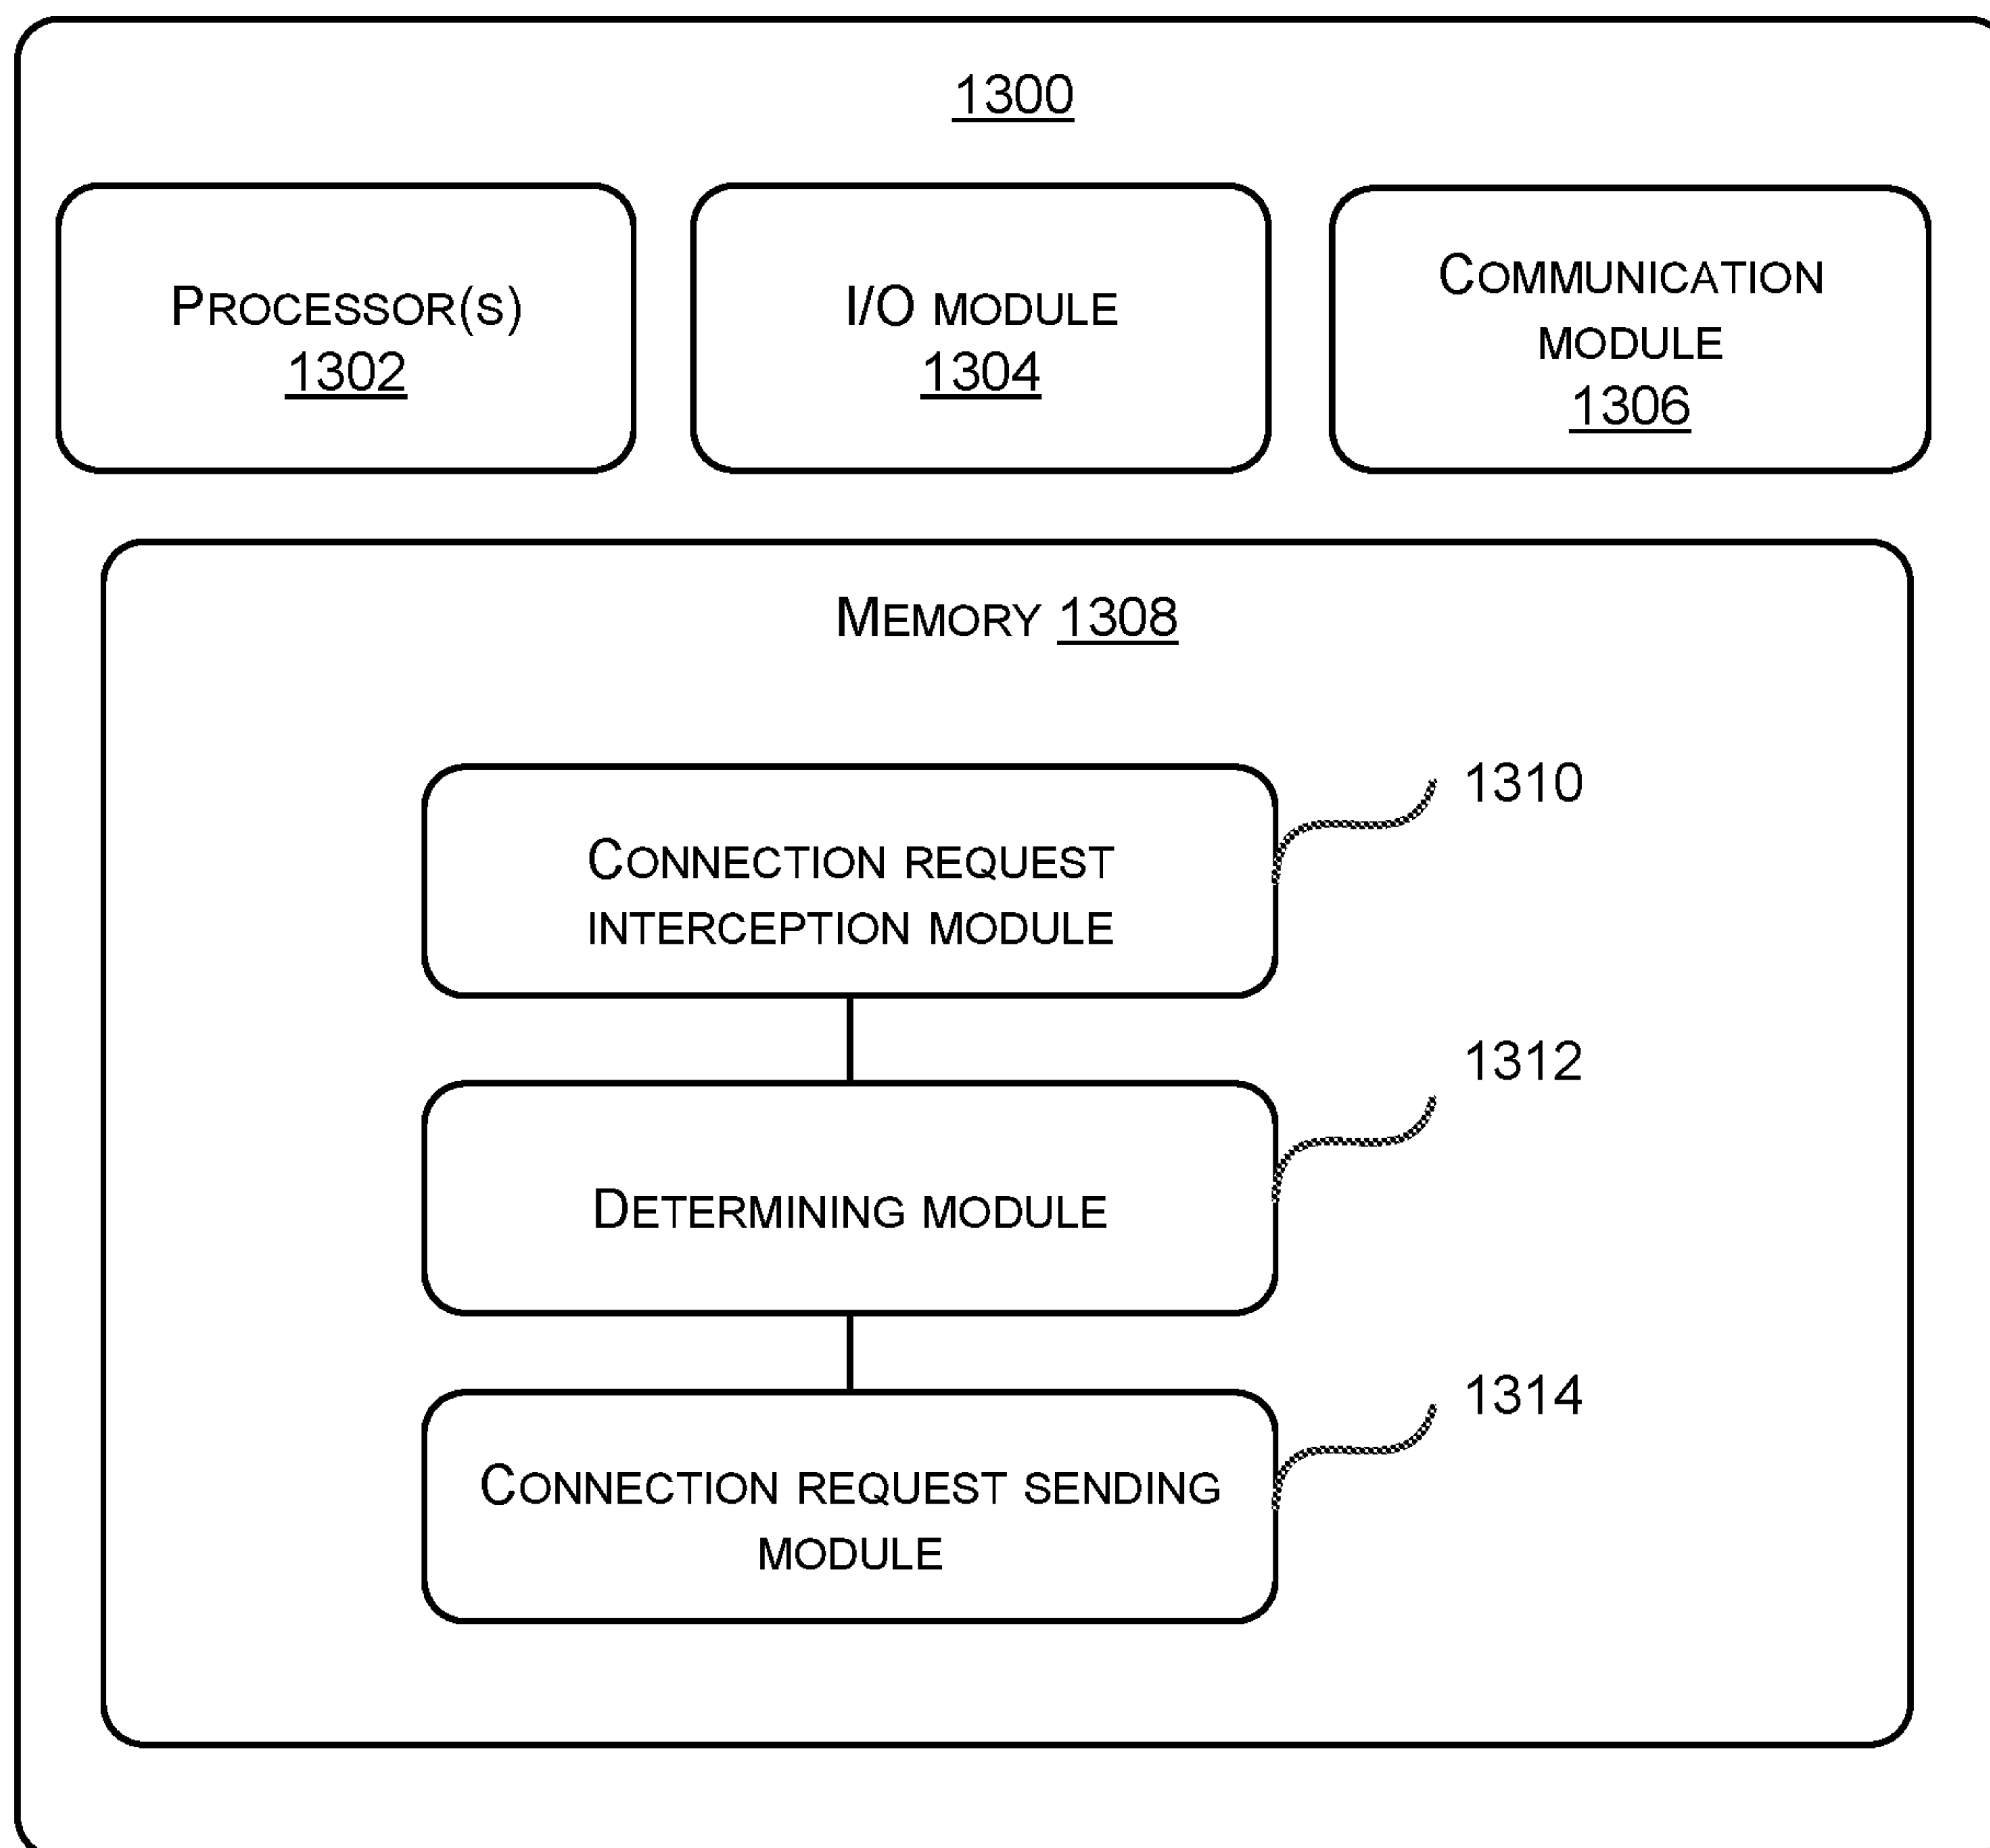 1300
PROCESSOR(S)
1302
I/O MODULE
1304
COMMUNICATION
MODULE
1306
MEMORY 1308
1310
CONNECTION REQUEST
INTERCEPTION MODULE
1312
DETERMINING MODULE
1314
CONNECTION REQUEST SENDING
MODULE